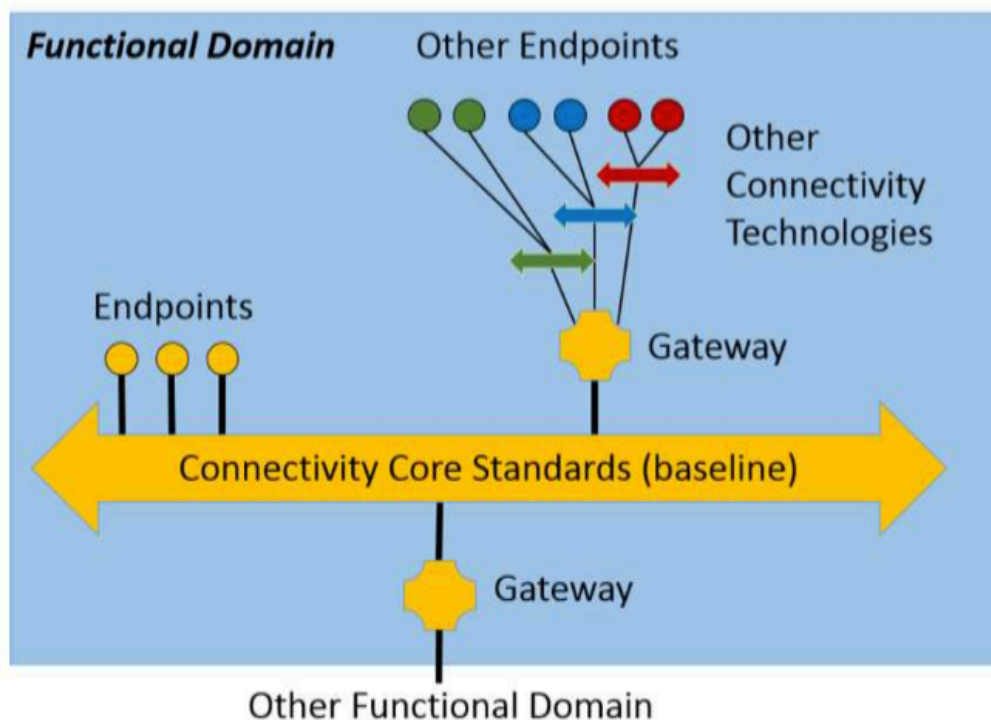 Functional Domain
Other Endpoints
Other
Connectivity
Technologies
Endpoints
Gateway
Connectivity Core Standards (baseline)
Gateway
Other Functional Domain